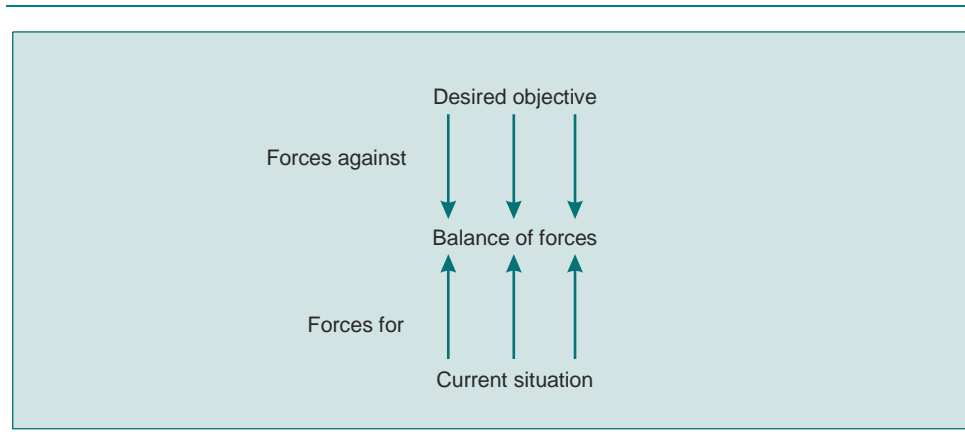 Desired objective
Forces against
Balance of forces
Forces for
Current situation